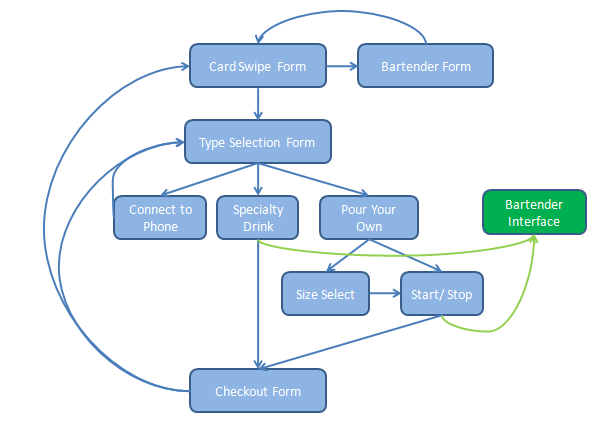 Card Swipe Form
Bartender Form
Type Selection Form
Connect to
Phone
Specialty
Drink
Pour Your
Own
Bartender
Interface
Size Select
Start/ Stop
Checkout Form